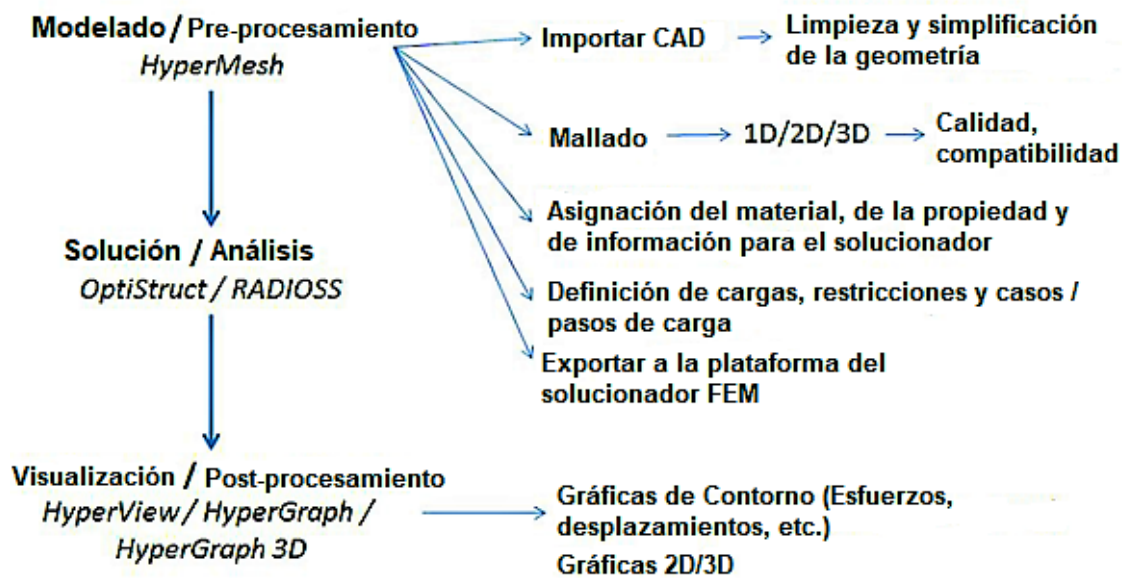 Modelado / Pre-procesamiento
HyperMesh
Importar CAD
Limpieza y simplificación
de la geometría
Mallado
1D/2D/3D
Calidad,
compatibilidad
Asignación del material, de la propiedad y
de información para el solucionador
Definición de cargas, restricciones y casos /
pasos de carga
Exportar a la plataforma del
solucionador FEM
Solución / Análisis
OptiStruct / RADIOSS
Visualización / Post-procesamiento
HyperView / HyperGraph /
HyperGraph 3D
Gráficas de Contorno (Esfuerzos,
desplazamientos, etc.)
Gráficas 2D/3D